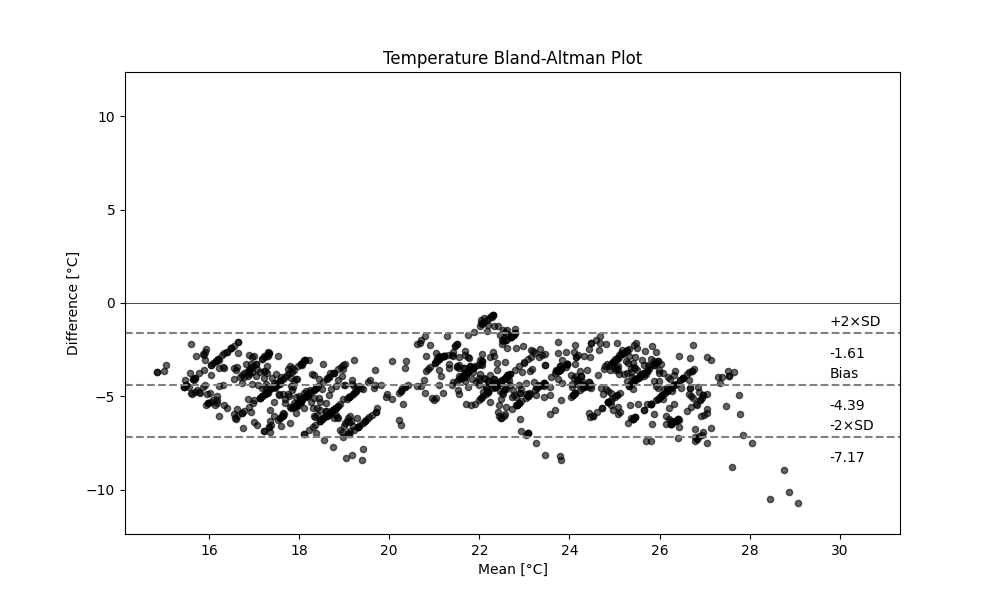 Temperature Bland-Altman Plot
Difference [°C]
10
5
0
−5
−10
+2×SD
-1.61
Bias
-4.39
-2×SD
-7.17
16 18 20 22 24 26 28 30
Mean [°C]